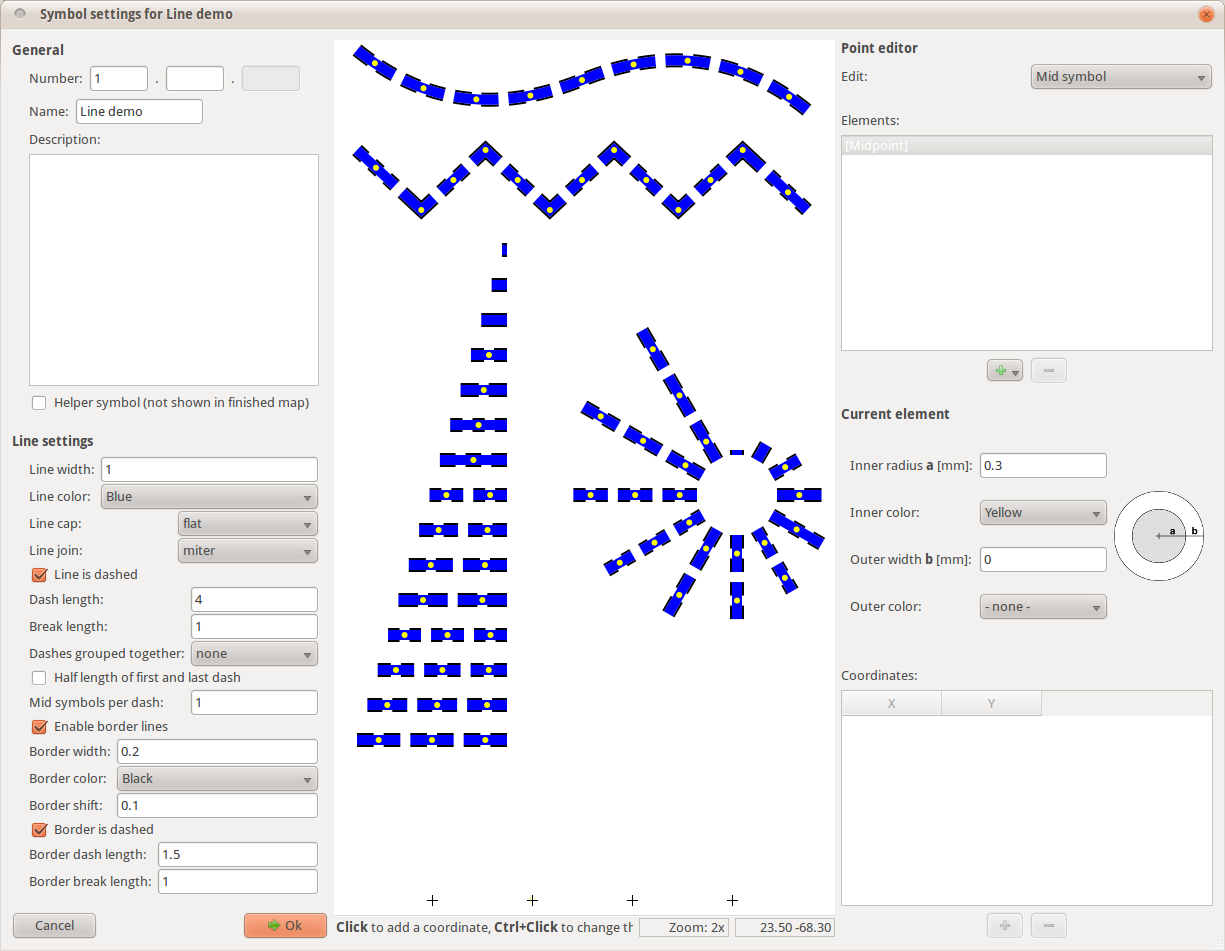 Symbol settings for Line demo
General
Number: 1 . .
Name: Line demo
Description:
Helper symbol (not shown in finished map)
Line settings
Line width: 1
Line color: Blue
Line cap: flat
Line join: miter
Line is dashed
Dash length: 4
Break length: 1
Dashes grouped together: none
Half length of first and last dash
Mid symbols per dash: 1
Enable border lines
Border width: 0.2
Border color: Black
Border shift: 0.1
Border is dashed
Border dash length: 1.5
Border break length: 1
Cancel
Ok
Click to add a coordinate, Ctrl+Click to change th
Zoom: 2x
23.50 -68.30
Point editor
Edit: Mid symbol
Elements:
[Midpoint]
Current element
Inner radius a [mm]: 0.3
Inner color: Yellow
Outer width b [mm]: 0
Outer color: - none -
a b
Coordinates:
X Y